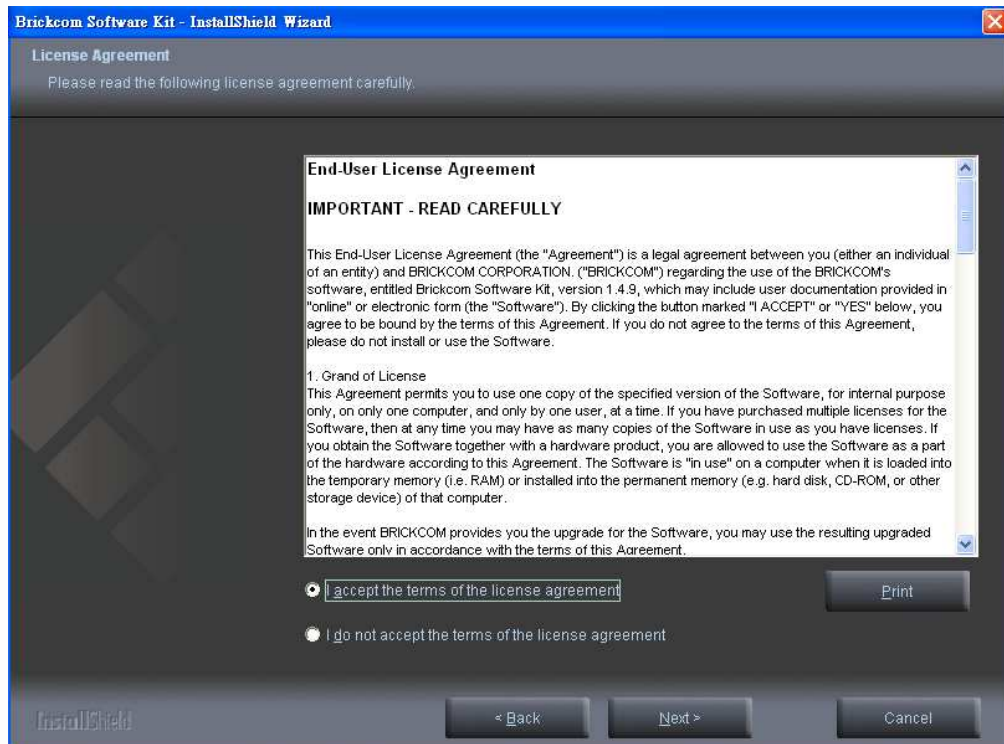 Brickcom Software Kit - InstallShield Wizard
License Agreement
Please read the following license agreement carefully.
End-User License Agreement
IMPORTANT - READ CAREFULLY
This End-User License Agreement (the "Agreement") is a legal agreement between you (either an individual
of an entity) and BRICKCOM CORPORATION. ("BRICKCOM") regarding the use of the BRICKCOM's
software, entitled Brickcom Software Kit, version 1.4.9, which may include user documentation provided in
"online" or electronic form (the "Software"). By clicking the button marked "I ACCEPT" or "YES" below, you
agree to be bound by the terms of this Agreement. If you do not agree to the terms of this Agreement,
please do not install or use the Software.
1. Grand of License
This Agreement permits you to use one copy of the specified version of the Software, for internal purpose
only, on only one computer, and only by one user, at a time. If you have purchased multiple licenses for the
Software, then at any time you may have as many copies of the Software in use as you have licenses. If
you obtain the Software together with a hardware product, you are allowed to use the Software as a part
of the hardware according to this Agreement. The Software is "in use" on a computer when it is loaded into
the temporary memory (i.e. RAM) or installed into the permanent memory (e.g. hard disk, CD-ROM, or other
storage device) of that computer.
In the event BRICKCOM provides you the upgrade for the Software, you may use the resulting upgraded
Software only in accordance with the terms of this Agreement.
I accept the terms of the license agreement
Print
I do not accept the terms of the license agreement
InstallShield
< Back
Next >
Cancel